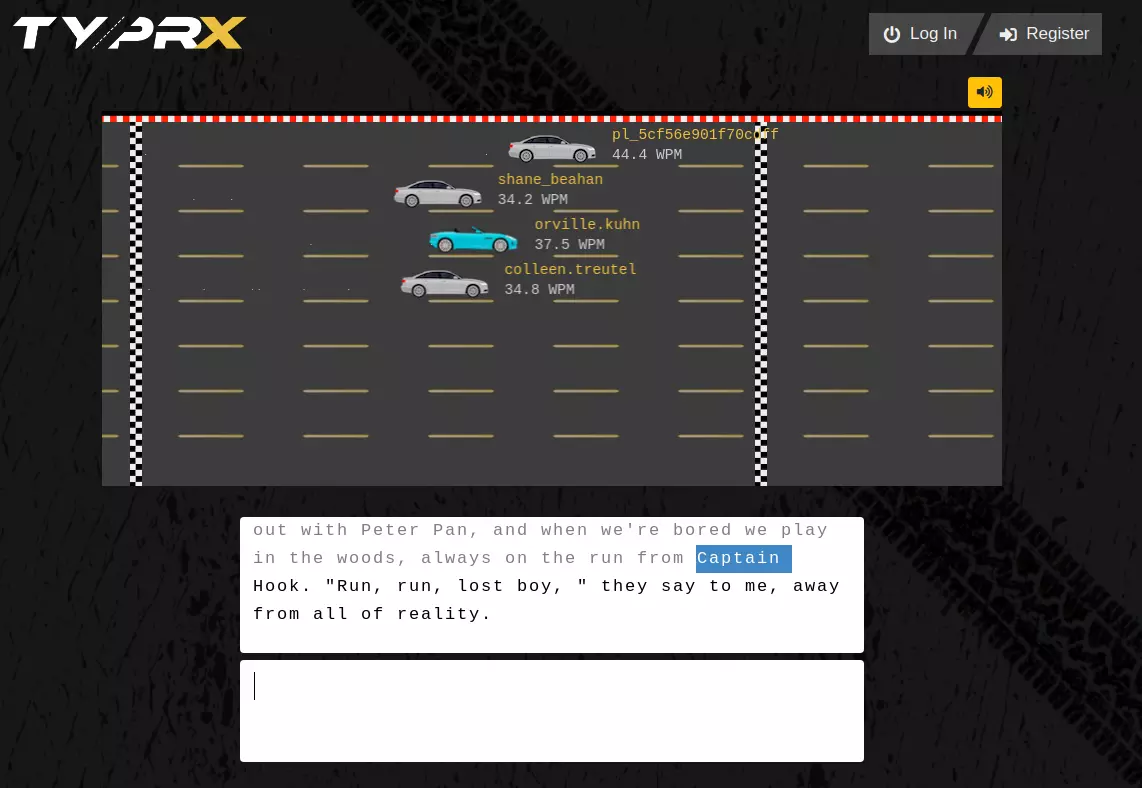 TYPRX
Log In
Register
pl_5cf56e901f70cdff
44.4 WPM
shane_beahan
34.2 WPM
orville.kuhn
37.5 WPM
colleen.treutel
34.8 WPM
out with Peter Pan, and when we're bored we play
in the woods, always on the run from Captain
Hook. "Run, run, lost boy, " they say to me, away
from all of reality.